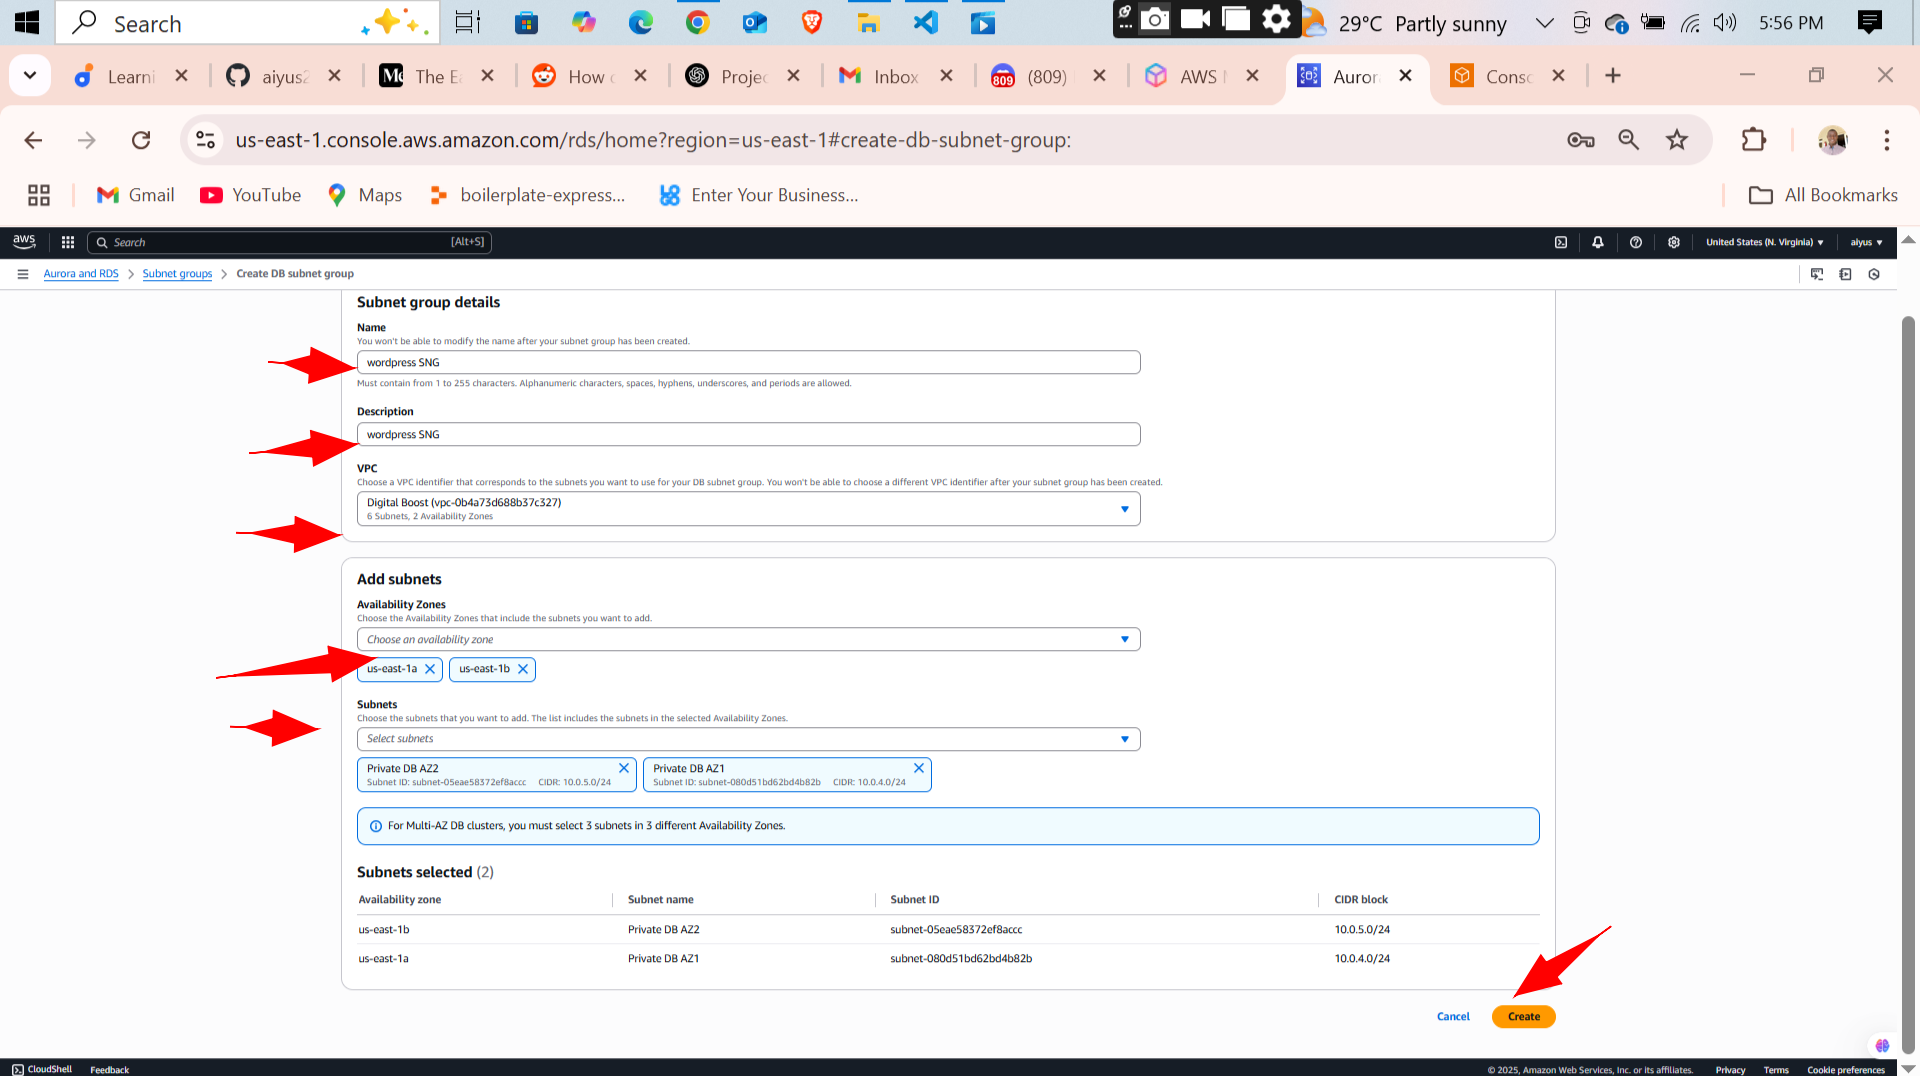 Search
29°C Partly sunny
5:56 PM
Learni
aiyus2
The Ea
How c
Projec
Inbox
(809)
AWS N
Auror
Conso
us-east-1.console.aws.amazon.com/rds/home?region=us-east-1#create-db-subnet-group:
Gmail
YouTube
Maps
boilerplate-express...
Enter Your Business...
All Bookmarks
aws
Search
[Alt+S]
United States (N. Virginia)
aiyus
Aurora and RDS
Subnet groups
Create DB subnet group
Subnet group details
Name
You won't be able to modify the name after your subnet group has been created.
wordpress SNG
Must contain from 1 to 255 characters. Alphanumeric characters, spaces, hyphens, underscores, and periods are allowed.
Description
wordpress SNG
VPC
Choose a VPC identifier that corresponds to the subnets you want to use for your DB subnet group. You won't be able to choose a different VPC identifier after your subnet group has been created.
Digital Boost (vpc-0b4a73d688b37c327)
6 Subnets, 2 Availability Zones
Add subnets
Availability Zones
Choose the Availability Zones that include the subnets you want to add.
Choose an availability zone
us-east-1a
us-east-1b
Subnets
Choose the subnets that you want to add. The list includes the subnets in the selected Availability Zones.
Select subnets
Private DB AZ2
Subnet ID: subnet-05eae58372ef8accc CIDR: 10.0.5.0/24
Private DB AZ1
Subnet ID: subnet-080d51bd62bd4b82b CIDR: 10.0.4.0/24
For Multi-AZ DB clusters, you must select 3 subnets in 3 different Availability Zones.
Subnets selected (2)
Availability zone Subnet name Subnet ID CIDR block
us-east-1b Private DB AZ2 subnet-05eae58372ef8accc 10.0.5.0/24
us-east-1a Private DB AZ1 subnet-080d51bd62bd4b82b 10.0.4.0/24
Cancel
Create
CloudShell
Feedback
© 2025, Amazon Web Services, Inc. or its affiliates.
Privacy
Terms
Cookie preferences